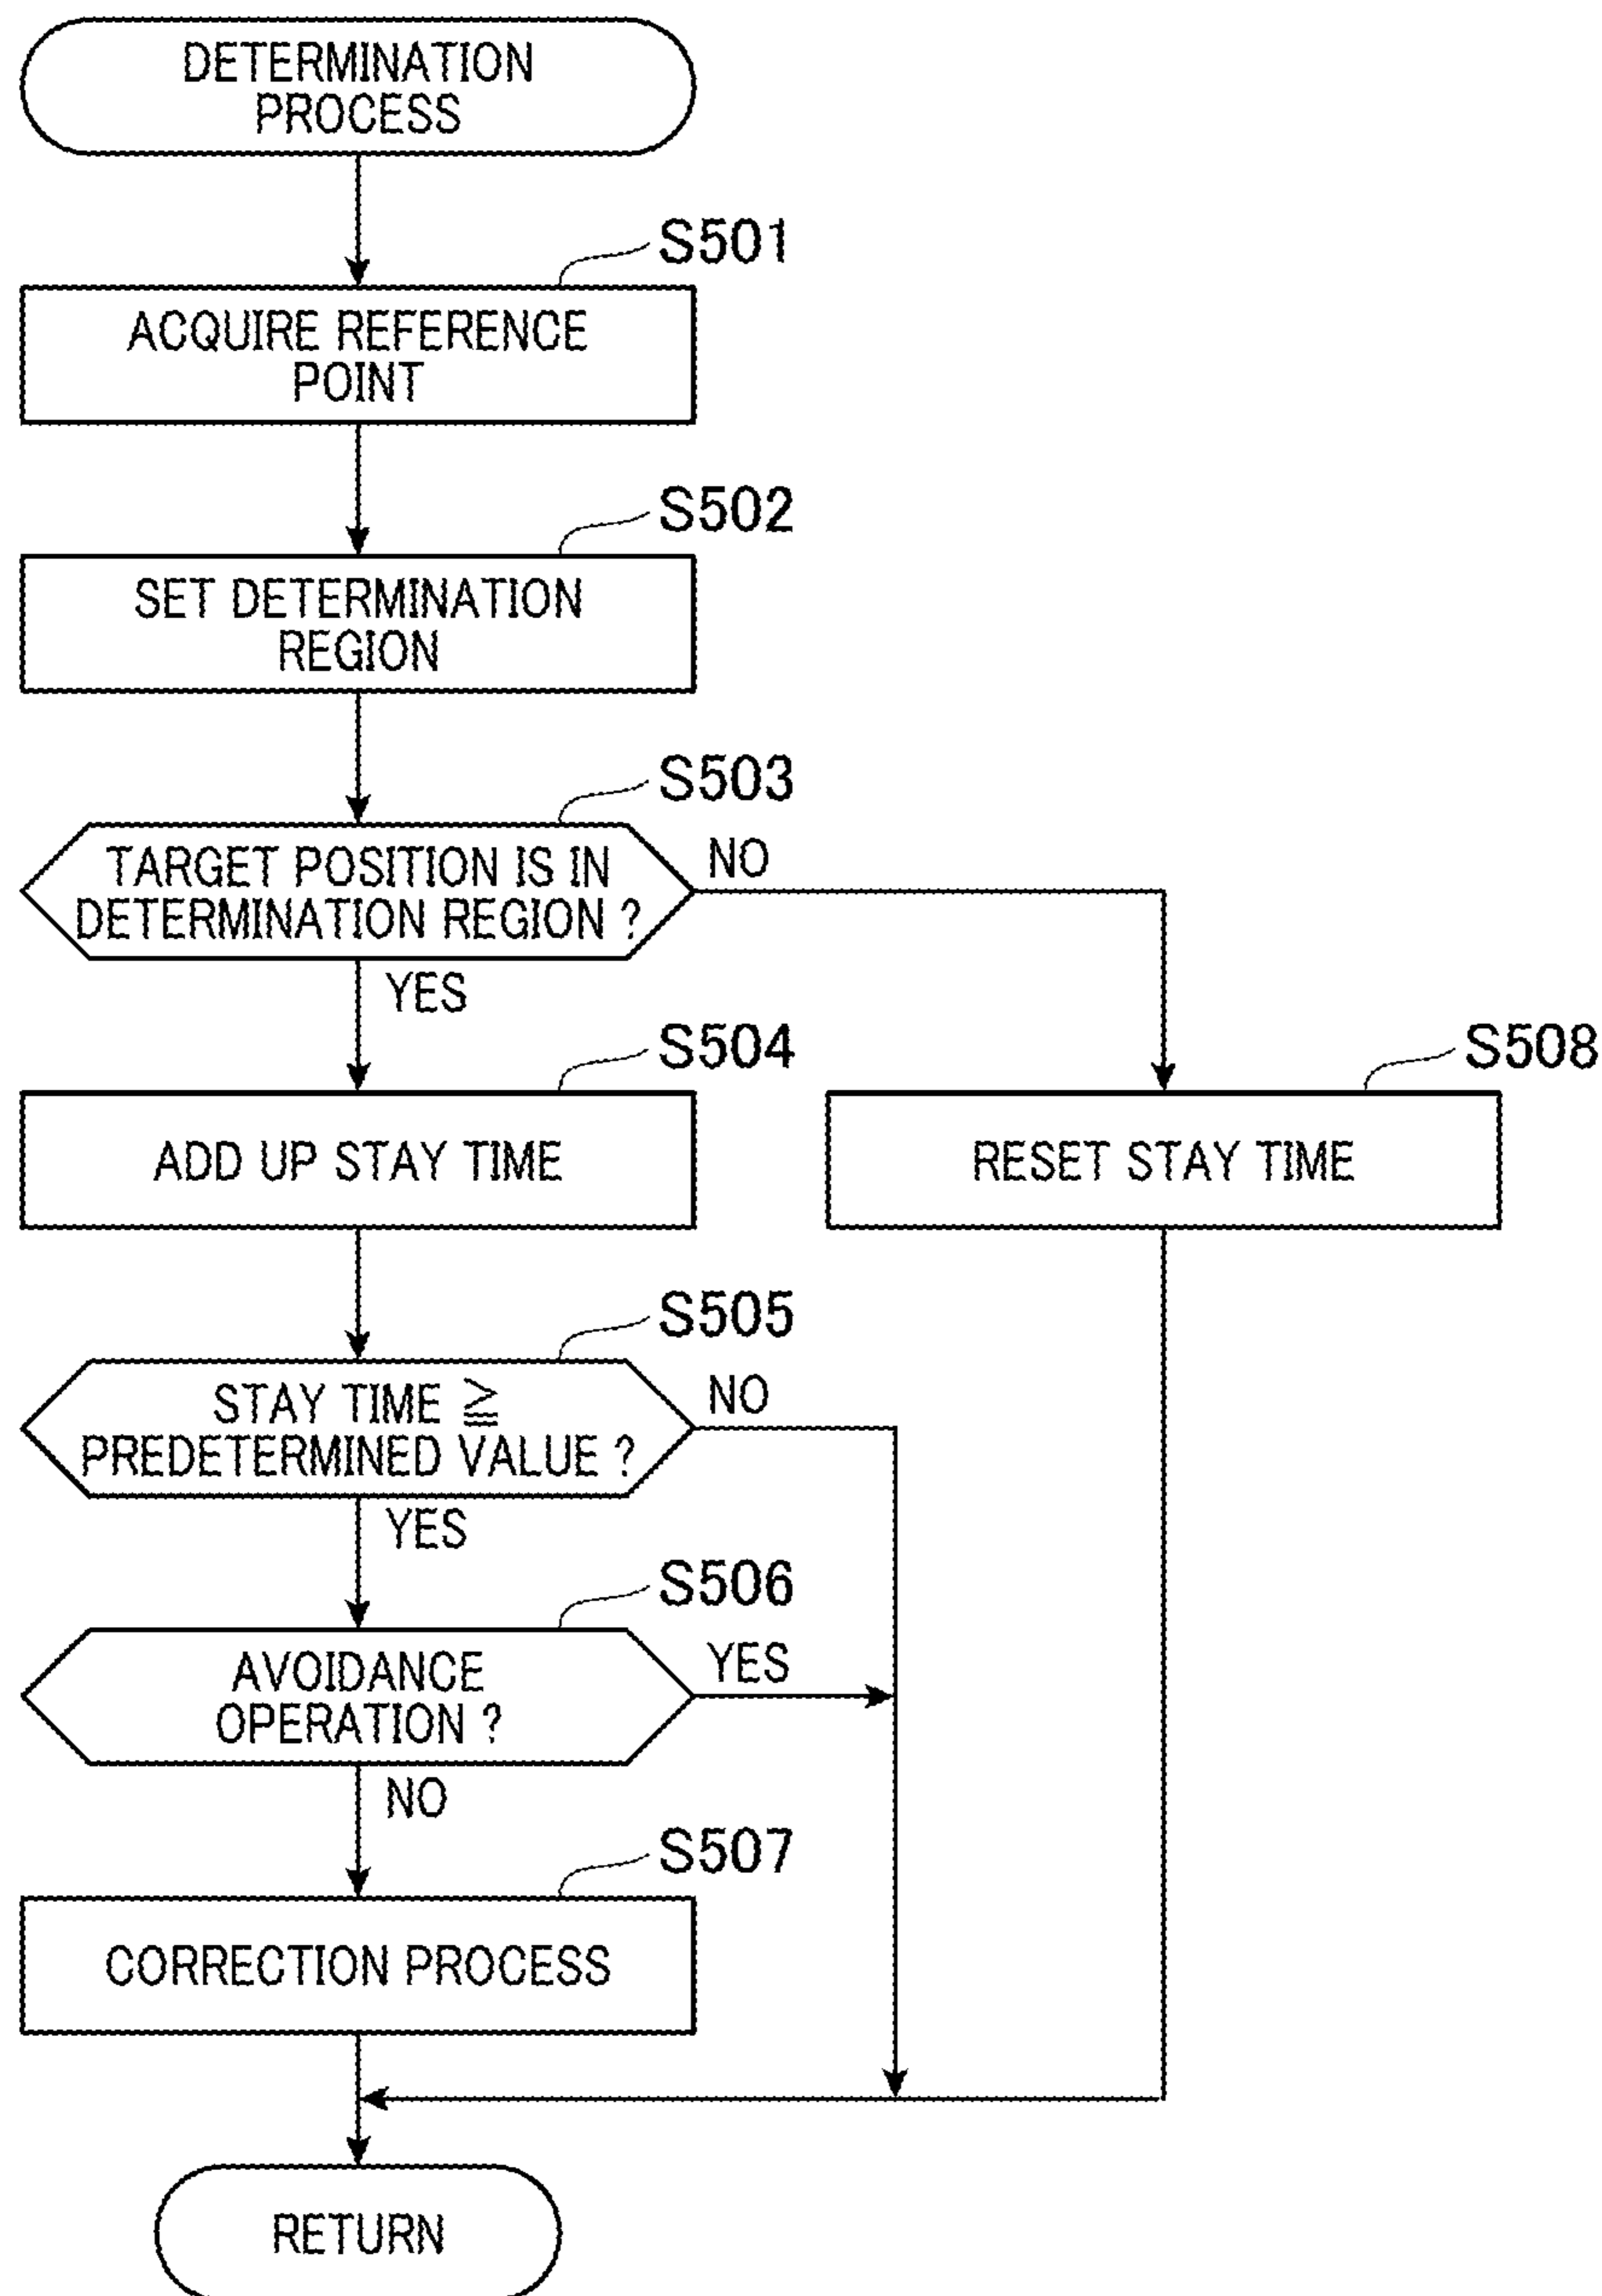 DETERMINATION
PROCESS
S501
ACQUIRE REFERENCE
POINT
S502
SET DETERMINATION
REGION
S503
TARGET POSITION IS IN
DETERMINATION REGION ?
NO
YES
S504
ADD UP STAY TIME
S508
RESET STAY TIME
S505
STAY TIME ≧
PREDETERMINED VALUE ?
NO
YES
S506
AVOIDANCE
OPERATION ?
YES
NO
S507
CORRECTION PROCESS
RETURN